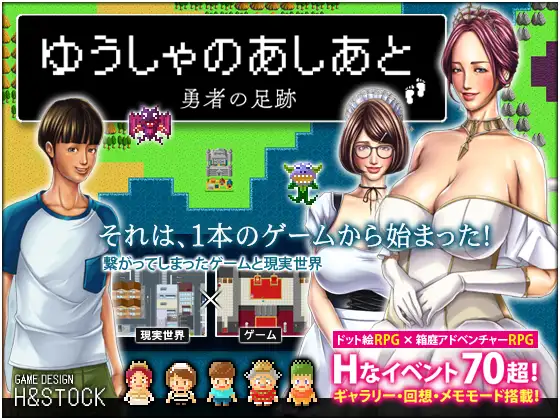 ゆうしゃのあしあと
勇者の足跡
それは、1本のゲームから始まった!
繋がってしまったゲームと現実世界
現実世界
×
ゲーム
ドット絵RPG × 箱庭アドベンチャーRPG
Hなイベント70超!
ギャラリー・回想・メモモード搭載!
GAME DESIGN
H&STOCK